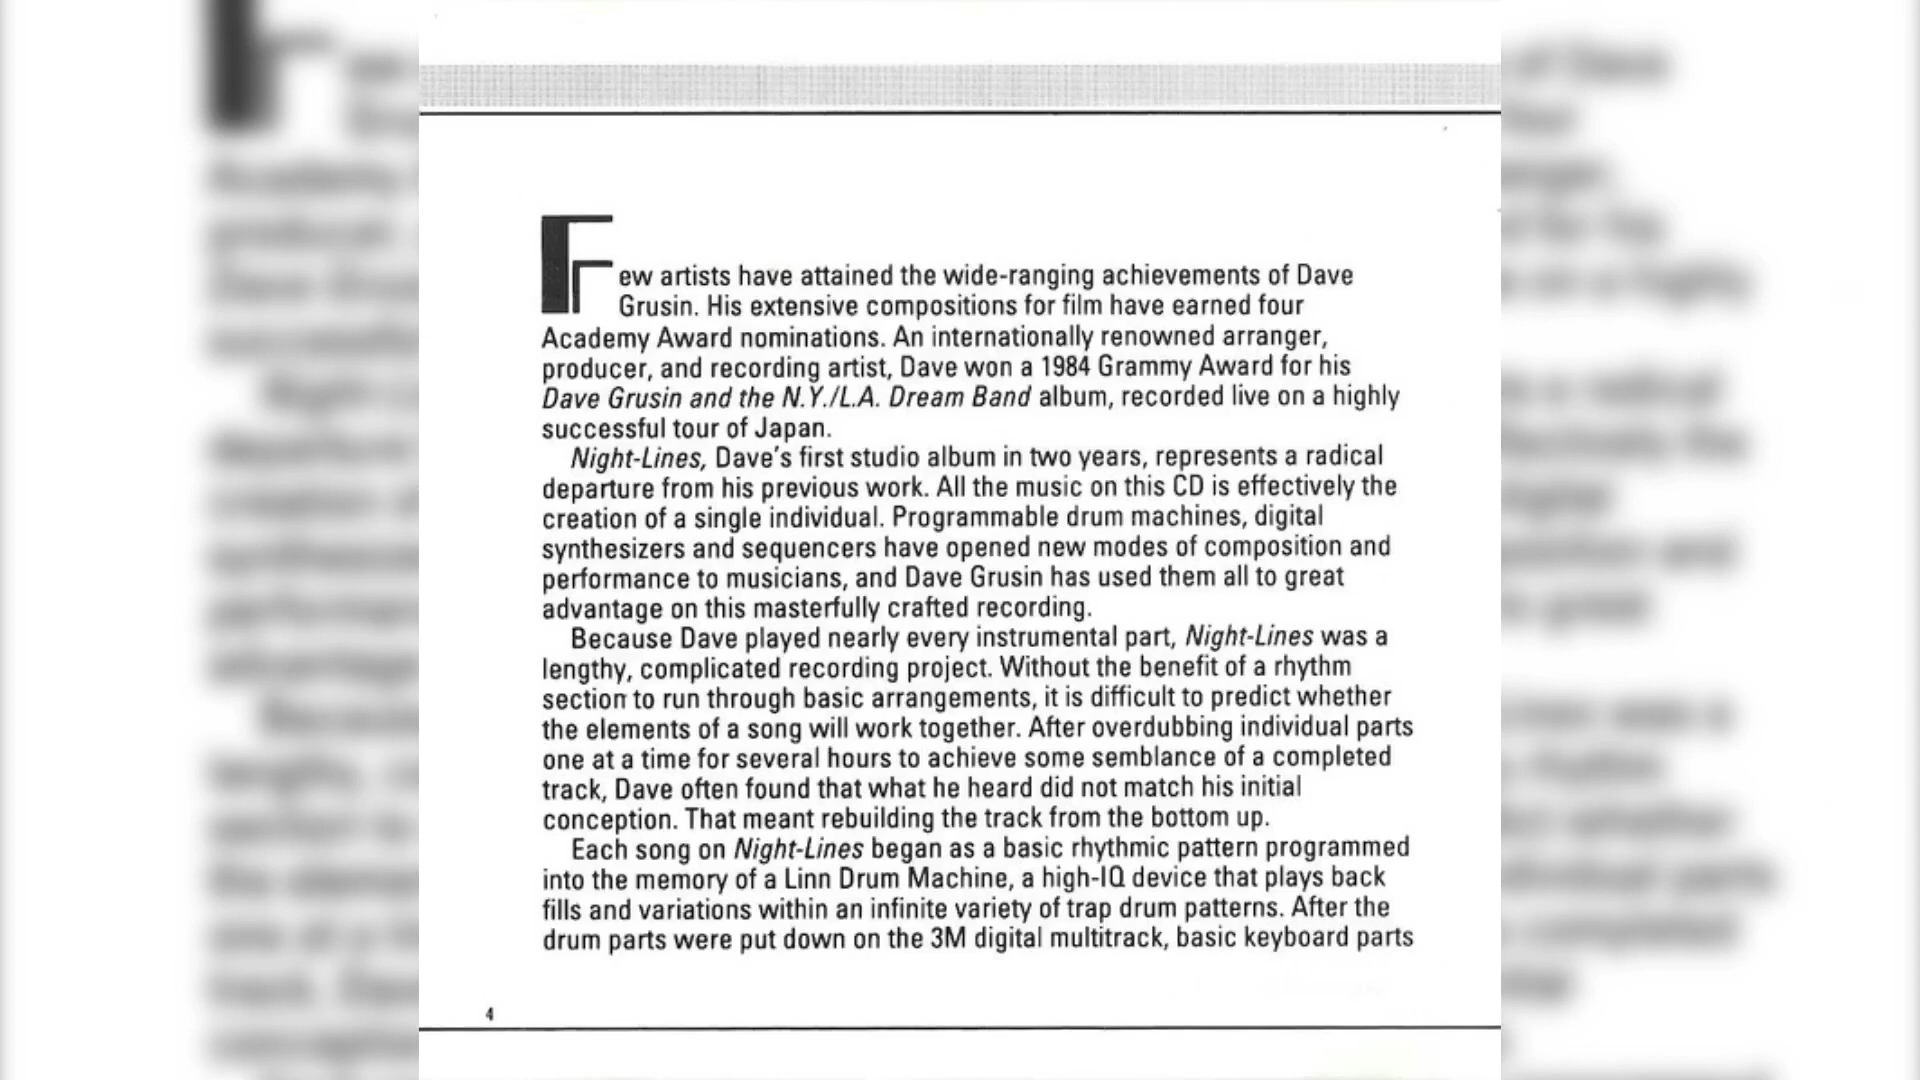 Few artists have attained the wide-ranging achievements of Dave
Grusin. His extensive compositions for film have earned four
Academy Award nominations. An internationally renowned arranger,
producer, and recording artist, Dave won a 1984 Grammy Award for his
Dave Grusin and the N.Y./L.A. Dream Band album, recorded live on a highly
successful tour of Japan.
Night-Lines, Dave's first studio album in two years, represents a radical
departure from his previous work. All the music on this CD is effectively the
creation of a single individual. Programmable drum machines, digital
synthesizers and sequencers have opened new modes of composition and
performance to musicians, and Dave Grusin has used them all to great
advantage on this masterfully crafted recording.
Because Dave played nearly every instrumental part, Night-Lines was a
lengthy, complicated recording project. Without the benefit of a rhythm
section to run through basic arrangements, it is difficult to predict whether
the elements of a song will work together. After overdubbing individual parts
one at a time for several hours to achieve some semblance of a completed
track, Dave often found that what he heard did not match his initial
conception. That meant rebuilding the track from the bottom up.
Each song on Night-Lines began as a basic rhythmic pattern programmed
into the memory of a Linn Drum Machine, a high-IQ device that plays back
fills and variations within an infinite variety of trap drum patterns. After the
drum parts were put down on the 3M digital multitrack, basic keyboard parts
4